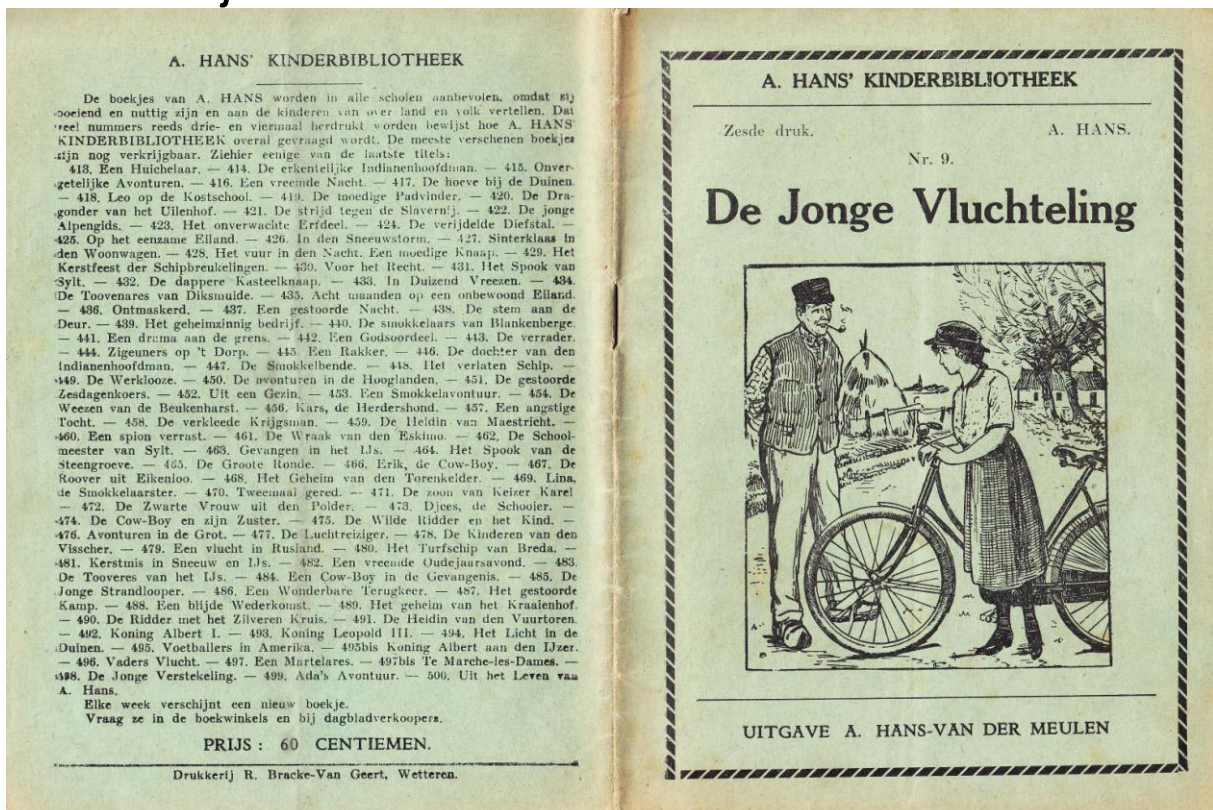 A. HANS' KINDERBIBLIOTHEEK
De boekjes van A. HANS worden in alle scholen aanbevolen, omdat zij
boeiend en nuttig zijn en aan de kinderen van over land en volk vertellen. Dat
veel nummers reeds drie- en viermaal herdrukt worden bewijst hoe A. HANS'
KINDERBIBLIOTHEEK overal gevraagd wordt. De meeste verschenen boekjes
zijn nog verkrijgbaar. Ziehier eenige van de laatste titels:
413. Een Huichelaar. — 414. De erkentelijke Indianenhoofdman. — 415. Onver-
getelijke Avonturen. — 416. Een vreemde Nacht. — 417. De hoeve bij de Duinen.
— 418. Leo op de Kostschool. — 419. De moedige Padvinder. — 420. De Dra-
gonder van het Uilenhof. — 421. De strijd tegen de Slavernij. — 422. De jonge
Alpengids. — 423. Het onverwachte Erfdeel. — 424. De verijdelde Diefstal. —
425. Op het eenzame Eiland. — 426. In den Sneeuwstorm. — 427. Sinterklaas in
den Woonwagen. — 428. Het vuur in den Nacht. Een moedige Knaap. — 429. Het
Kerstfeest der Schipbreukelingen. — 430. Voor het Recht. — 431. Het Spook van
Sylt. — 432. De dappere Kasteelknaap. — 433. In Duizend Vreezen. — 434.
De Toovenares van Diksmuide. — 435. Acht maanden op een onbewoond Eiland.
— 436. Ontmaskerd. — 437. Een gestoorde Nacht. — 438. De stem aan de
Deur. — 439. Het geheimzinnig bedrijf. — 440. De smokkelaars van Blankenberge.
— 441. Een drama aan de grens. — 442. Een Godsoordeel. — 443. De verrader.
— 444. Zigeuners op 't Dorp. — 445. Een Rakker. — 446. De dochter van den
Indianenhoofdman. — 447. De Smokkelbende. — 448. Het verlaten Schip. —
449. De Werklooze. — 450. De avonturen in de Hooglanden. — 451. De gestoorde
Zesdagenkoers. — 452. Uit een Gezin. — 453. Een Smokkelavontuur. — 454. De
Weezen van de Beukenharst. — 456. Kars, de Herdershond. — 457. Een angstige
Tocht. — 458. De verkleede Krijgsman. — 459. De Heldin van Maestricht. —
460. Een spion verrast. — 461. De Wraak van den Eskimo. — 462. De School-
meester van Sylt. — 463. Gevangen in het IJs. — 464. Het Spook van de
Steengroeve. — 465. De Groote Ronde. — 466. Erik, de Cow-Boy. — 467. De
Roover uit Eikenloo. — 468. Het Geheim van den Torenkelder. — 469. Lina,
de Smokkelaarster. — 470. Tweemaal gered. — 471. De zoon van Keizer Karel
— 472. De Zwarte Vrouw uit den Polder. — 473. Djees, de Schooier. —
474. De Cow-Boy en zijn Zuster. — 475. De Wilde Ridder en het Kind. —
476. Avonturen in de Grot. — 477. De Luchtreiziger. — 478. De Kinderen van den
Visscher. — 479. Een vlucht in Rusland. — 480. Het Turfschip van Breda. —
481. Kerstmis in Sneeuw en IJs. — 482. Een vreemde Oudejaarsavond. — 483.
De Tooveres van het IJs. — 484. Een Cow-Boy in de Gevangenis. — 485. De
Jonge Strandlooper. — 486. Een Wonderbare Terugkeer. — 487. Het gestoorde
Kamp. — 488. Een blijde Wederkomst. — 489. Het geheim van het Kraaienhof.
— 490. De Ridder met het Zilveren Kruis. — 491. De Heldin van den Vuurtoren.
— 492. Koning Albert I. — 493. Koning Leopold III. — 494. Het Licht in de
Duinen. — 495. Voetballers in Amerika. — 495bis Koning Albert aan den IJzer.
— 496. Vaders Vlucht. — 497. Een Martelares. — 497bis Te Marche-les-Dames. —
498. De Jonge Verstekeling. — 499. Ada's Avontuur. — 500. Uit het Leven van
A. Hans.
Elke week verschijnt een nieuw boekje.
Vraag ze in de boekwinkels en bij dagbladverkoopers.
PRIJS : 60 CENTIEMEN.
Drukkerij R. Bracke-Van Geert, Wetteren.
A. HANS' KINDERBIBLIOTHEEK
Zesde druk. A. HANS.
Nr. 9.
De Jonge Vluchteling
UITGAVE A. HANS-VAN DER MEULEN